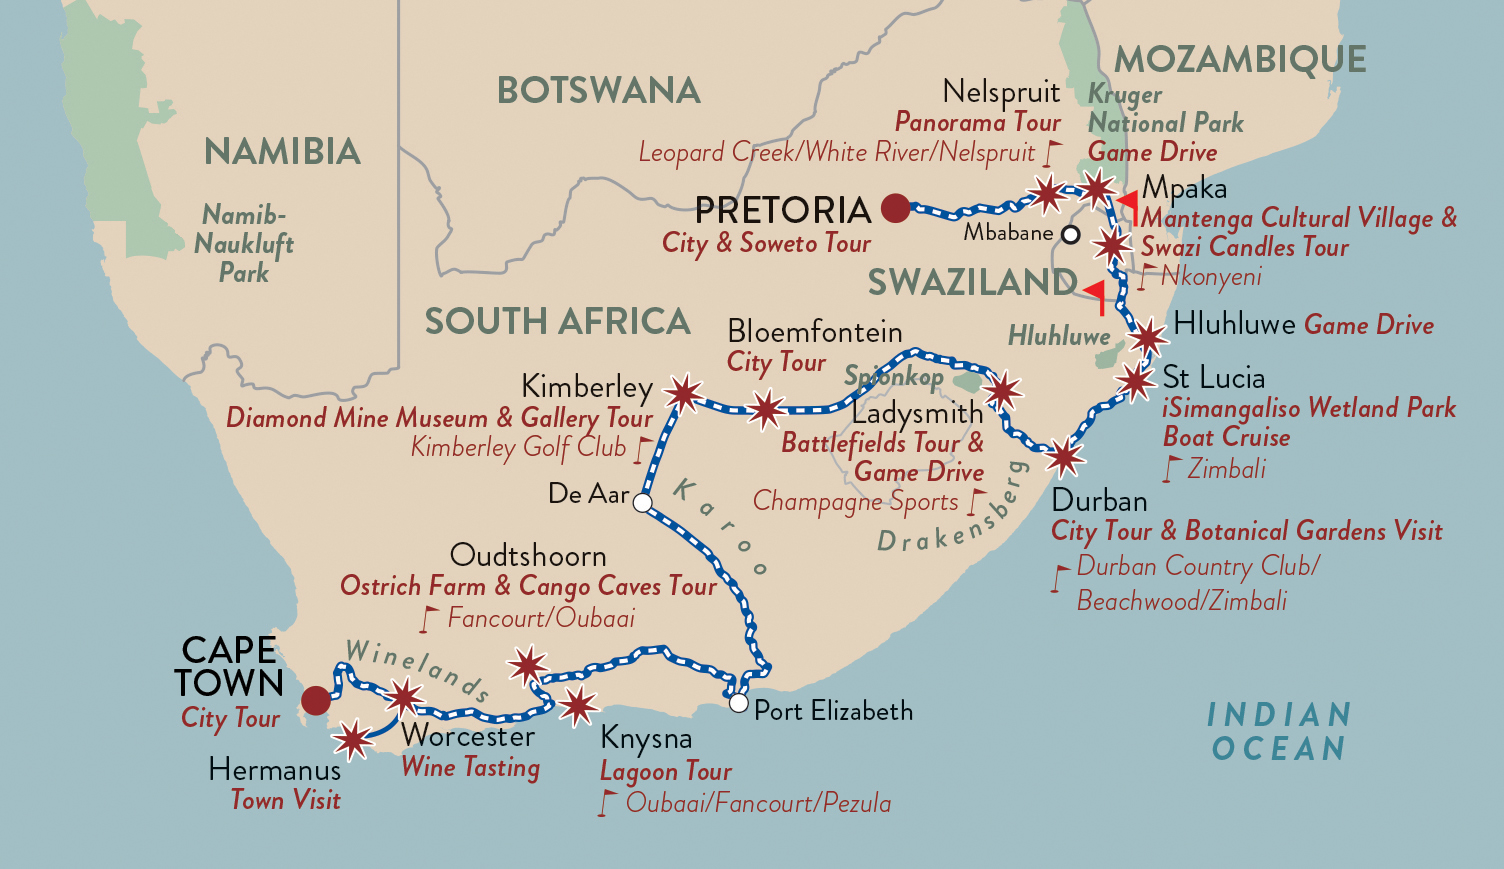 MOZAMBIQUE
BOTSWANA
NAMIBIA
Namib-
Naukluft
Park
Nelspruit
Panorama Tour
Leopard Creek/White River/Nelspruit
Kruger
National Park
Game Drive
PRETORIA
City & Soweto Tour
Mbabane
Mpaka
Mantenga Cultural Village &
Swazi Candles Tour
Nkonyeni
SWAZILAND
SOUTH AFRICA
Hluhluwe
Hluhluwe Game Drive
Bloemfontein
City Tour
Spionkop
Kimberley
Diamond Mine Museum & Gallery Tour
Kimberley Golf Club
Ladysmith
Battlefields Tour &
Game Drive
Champagne Sports
St Lucia
iSimangaliso Wetland Park
Boat Cruise
Zimbali
De Aar
Karoo
Drakensberg
Durban
City Tour & Botanical Gardens Visit
Durban Country Club/
Beachwood/Zimbali
Oudtshoorn
Ostrich Farm & Cango Caves Tour
Fancourt/Oubaai
CAPE
TOWN
City Tour
Winelands
Hermanus
Town Visit
Worcester
Wine Tasting
Knysna
Lagoon Tour
Oubaai/Fancourt/Pezula
Port Elizabeth
INDIAN
OCEAN